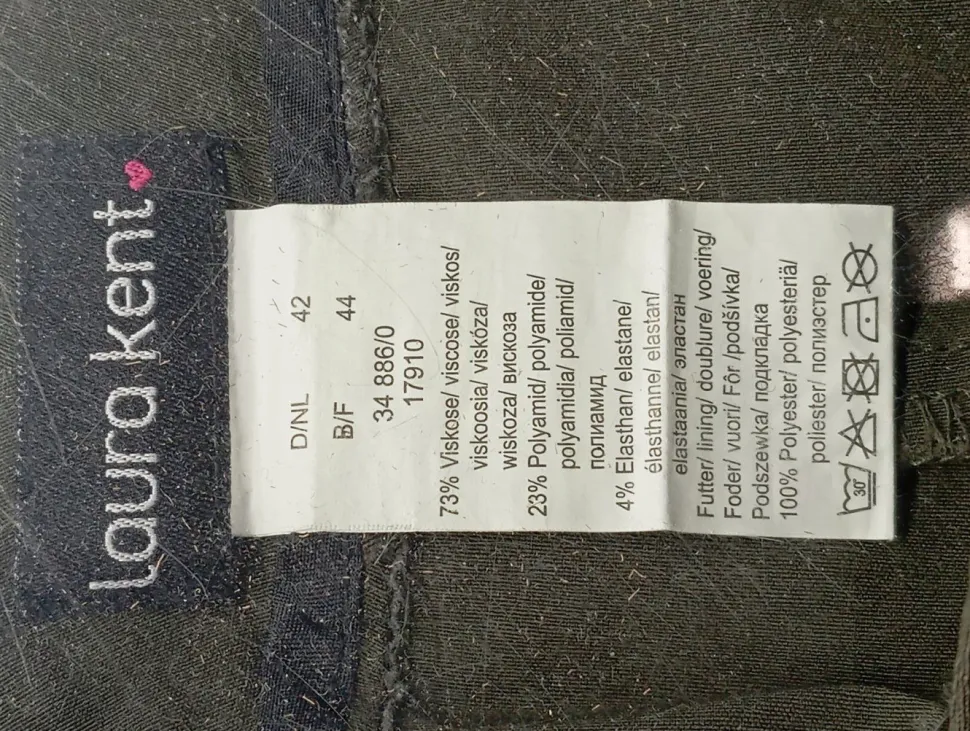 Laura kent
D/NL 42
B/F 44
34 886/0
17910
73% Viskose/ viscose/ viskos/
viskoosia/ viskóza/
wiskoza/ вискоза
23% Polyamid/ polyamide/
polyamidia/ poliamid/
полиамид
4% Elasthan/ elastane/
élasthanne/ elastan/
elastaania/ эластан
Futter/ lining/ doublure/ voering/
Foder/ vuori/ Fôr /podšívka/
Podszewka/ подкладка
100% Polyester/ polyesteriä/
poliester/ полиэстер
30°